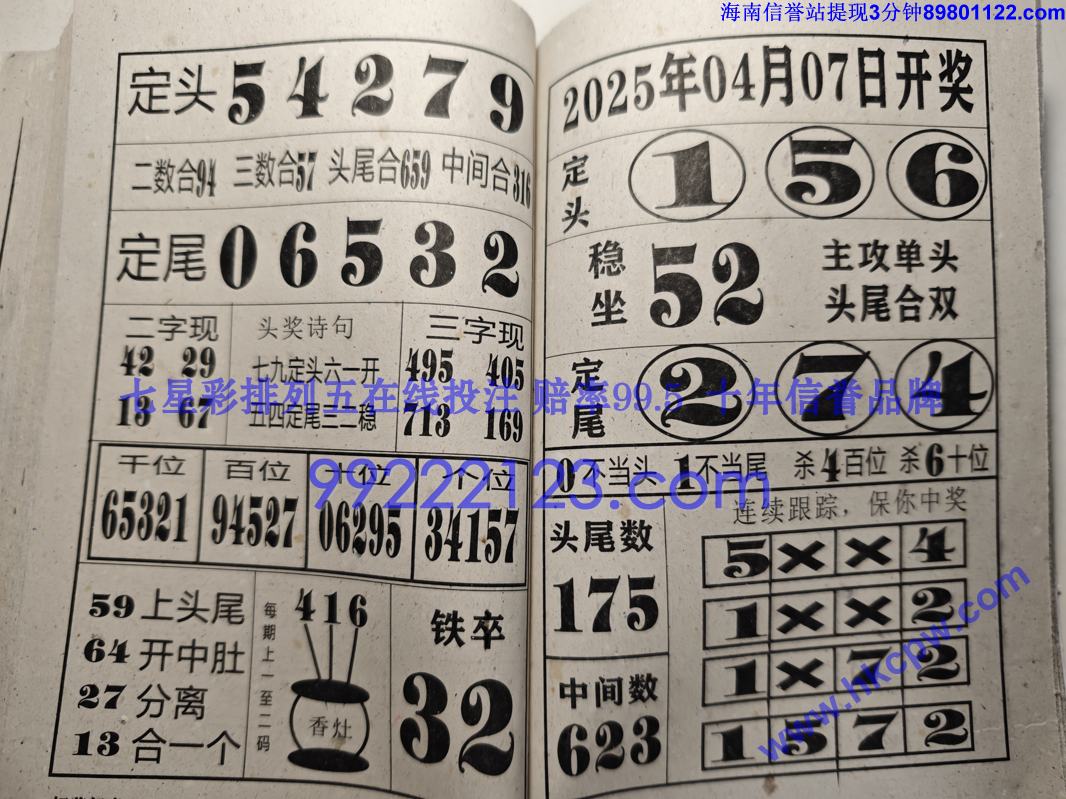 海南信誉站提现3分钟89801122.com
定头 5 4 2 7 9
二数合94 三数合57 头尾合659 中间合316
定尾 0 6 5 3 2
二字现
42 29
13 67
头奖诗句
七九定头六一开
五四定尾三二稳
三字现
495 405
713 169
七星彩排列五在线投注 赔率99.5 十年信誉品牌
千位 百位 十位 个位
65321 94527 06295 34157
99222123.com
59上头尾
64开中肚
27分离
13合一个
每期上一至二码
416
香灶
铁卒
32
2025年04月07日开奖
定头 1 5 6
稳坐 52
主攻单头
头尾合双
定尾 2 7 4
0不当头 1不当尾 杀4百位 杀6十位
头尾数
175
中间数
623
连续跟踪，保你中奖
5 × × 4
1 × × 2
1 × 7 2
1 5 7 2
www.hkcpw.com